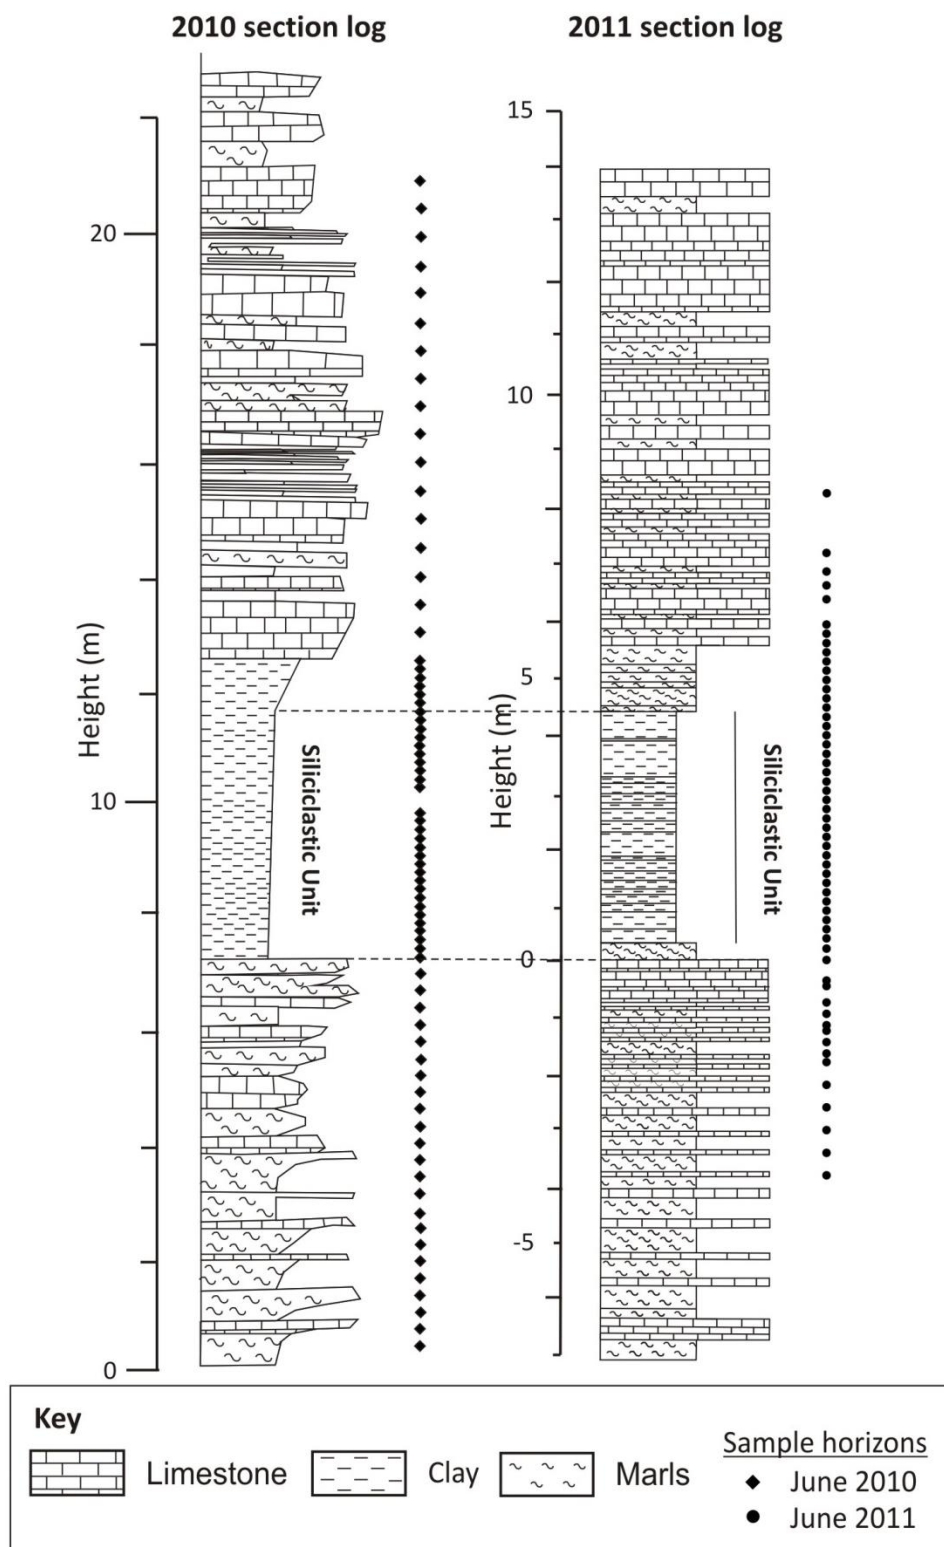 2010 section log
2011 section log
Height (m)
20
10
0
Siliciclastic Unit
Height (m)
15
10
5
0
-5
Siliciclastic Unit
Key
Limestone
Clay
Marls
Sample horizons
June 2010
June 2011